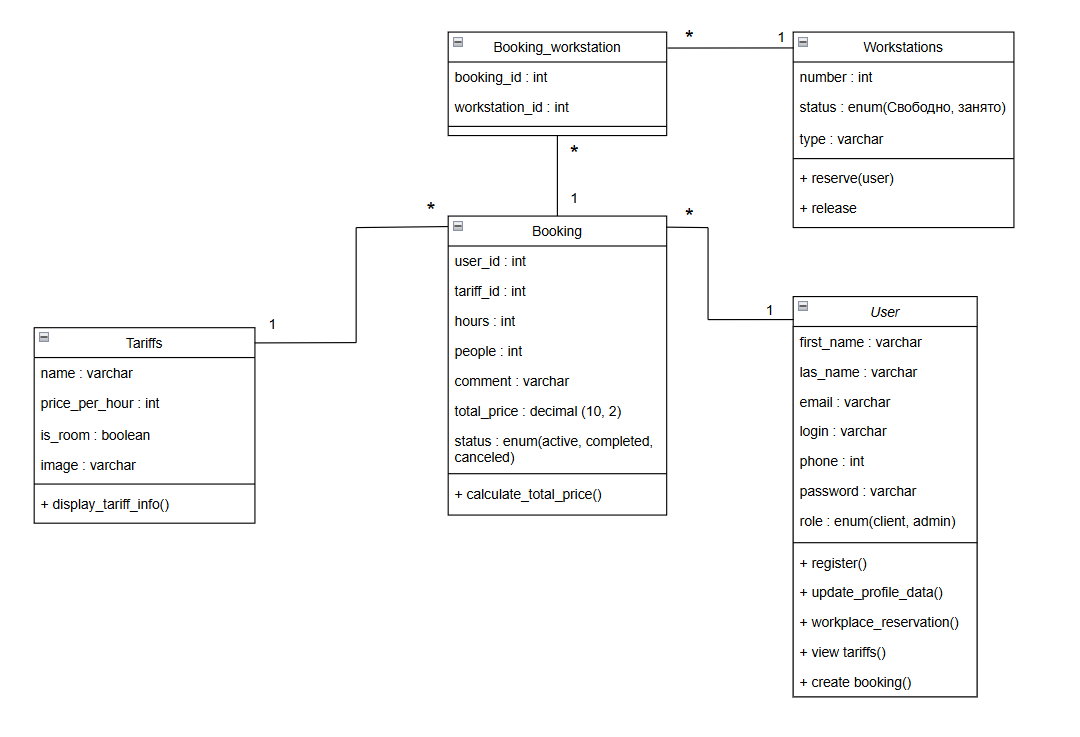 Booking_workstation
booking_id : int
workstation_id : int
*
1
Workstations
number : int
status : enum(Свободно, занято)
type : varchar
+ reserve(user)
+ release
*
1
*
1
Tariffs
name : varchar
price_per_hour : int
is_room : boolean
image : varchar
+ display_tariff_info()
Booking
user_id : int
tariff_id : int
hours : int
people : int
comment : varchar
total_price : decimal (10, 2)
status : enum(active, completed,
canceled)
+ calculate_total_price()
*
1
User
first_name : varchar
las_name : varchar
email : varchar
login : varchar
phone : int
password : varchar
role : enum(client, admin)
+ register()
+ update_profile_data()
+ workplace_reservation()
+ view tariffs()
+ create booking()